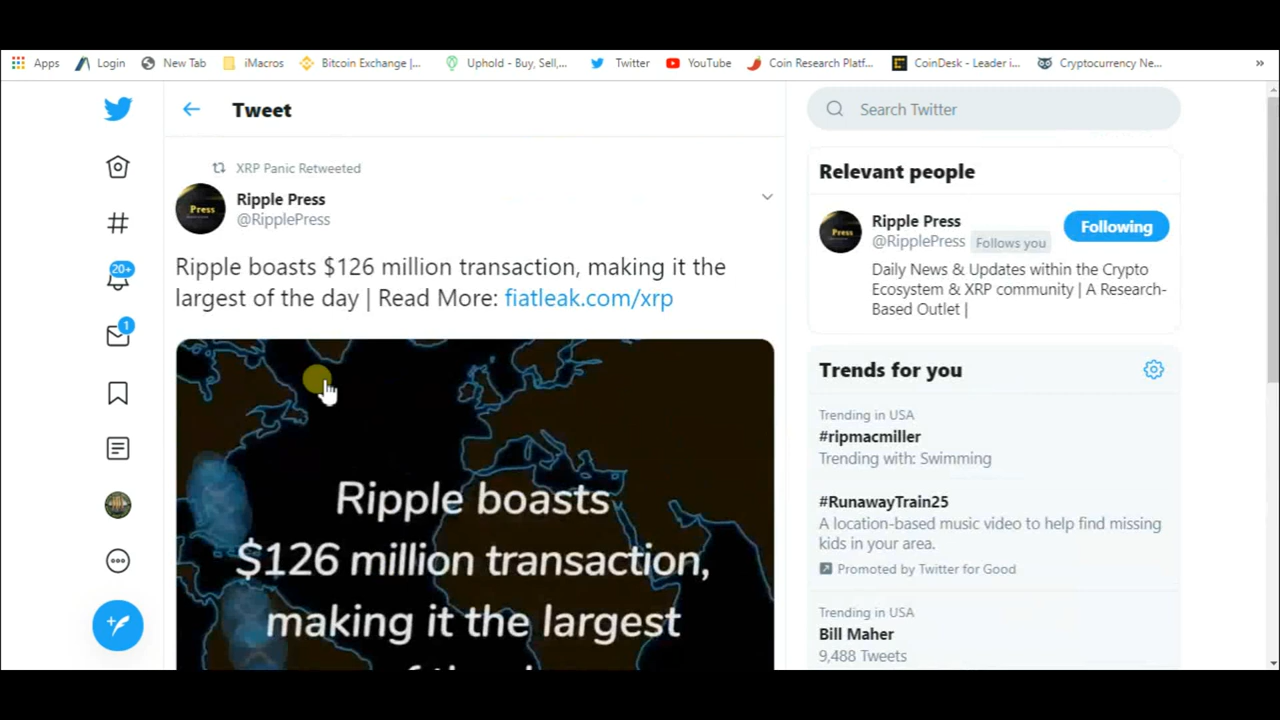 Apps Login New Tab iMacros Bitcoin Exchange |... Uphold - Buy, Sell,... Twitter YouTube Coin Research Platf... CoinDesk - Leader i... Cryptocurrency Ne... »
Tweet
Search Twitter
XRP Panic Retweeted
Press
Ripple Press
@RipplePress
Ripple boasts $126 million transaction, making it the
largest of the day | Read More: fiatleak.com/xrp
Ripple boasts
$126 million transaction,
making it the largest
20+
1
Relevant people
Press
Ripple Press
@RipplePress Follows you
Following
Daily News & Updates within the Crypto
Ecosystem & XRP community | A Research-
Based Outlet |
Trends for you
Trending in USA
#ripmacmiller
Trending with: Swimming
#RunawayTrain25
A location-based music video to help find missing
kids in your area.
Promoted by Twitter for Good
Trending in USA
Bill Maher
9,488 Tweets